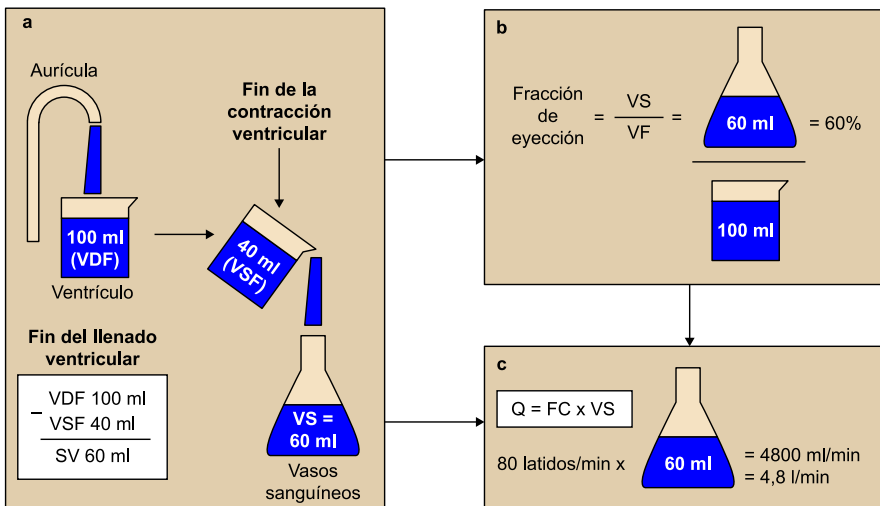 a
Aurícula
Fin de la
contracción
ventricular
100 ml
(VDF)
40 ml
(VSF)
Ventrículo
Fin del llenado
ventricular
VDF 100 ml
– VSF 40 ml
SV 60 ml
VS =
60 ml
Vasos
sanguíneos
b
Fracción
de
eyección
= VS
VF
= 60 ml
100 ml
= 60%
c
Q = FC x VS
80 latidos/min x
60 ml
= 4800 ml/min
= 4,8 l/min